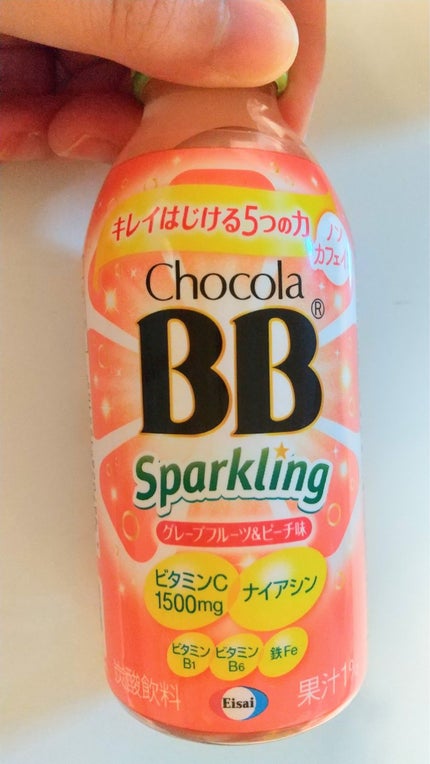 キレイはじける5つの力
ノン
カフェイ
Chocola
BB®
Sparkling
グレープフルーツ&ピーチ味
ビタミンC
1500mg
ナイアシン
ビタミン
B1
ビタミン
B6
鉄Fe
炭酸飲料
Eisai
果汁1%